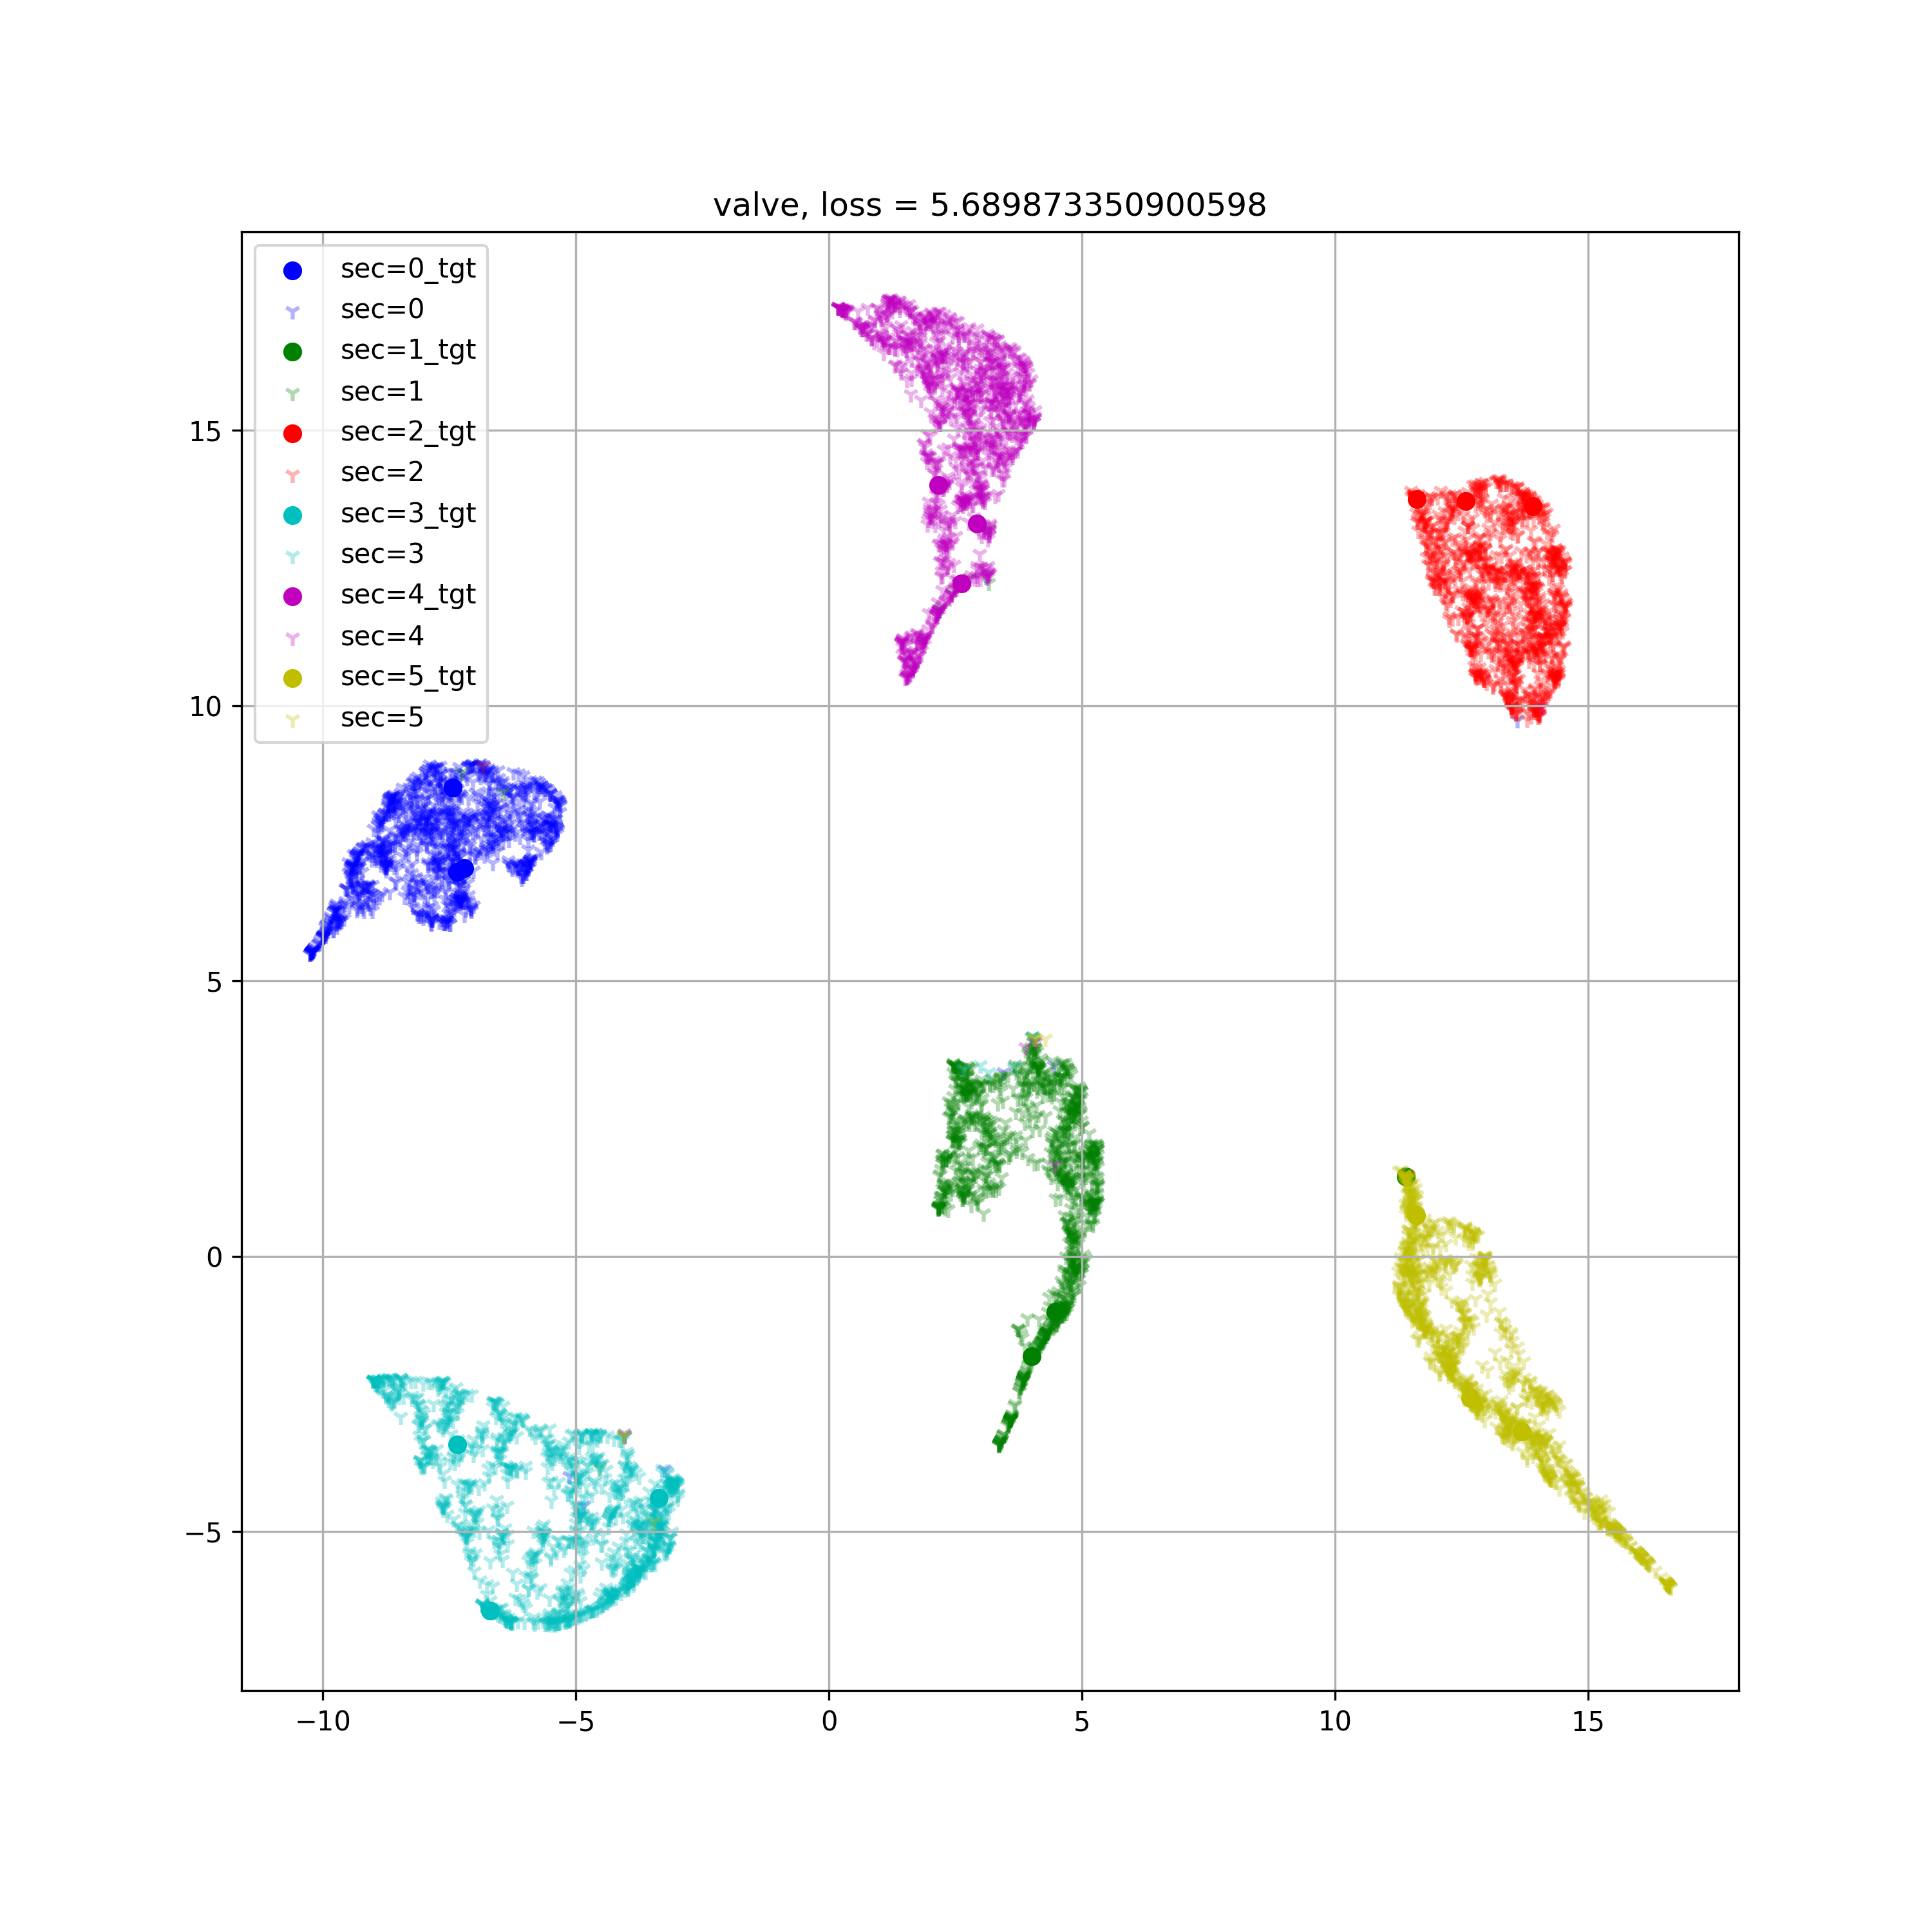 valve, loss = 5.689873350900598
sec=0_tgt
sec=0
sec=1_tgt
sec=1
sec=2_tgt
sec=2
sec=3_tgt
sec=3
sec=4_tgt
sec=4
sec=5_tgt
sec=5
15
10
5
0
−5
−10 −5 0 5 10 15